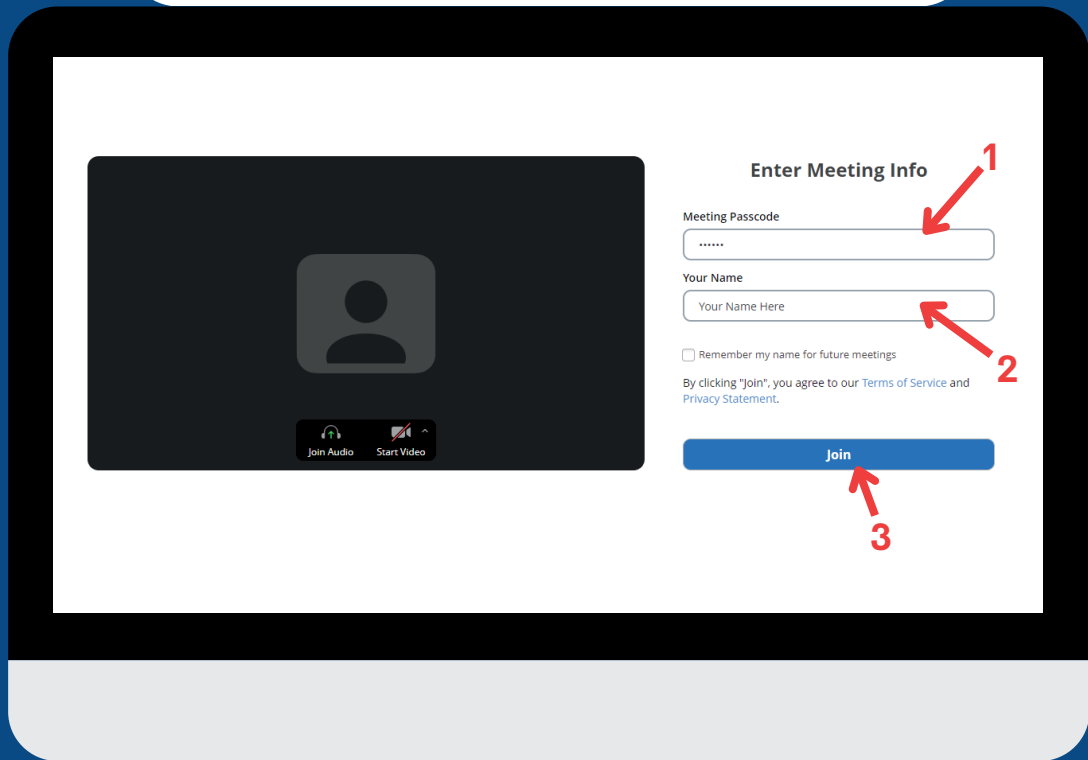 1
Enter Meeting Info
Meeting Passcode
••••••
Your Name
Your Name Here
2
Remember my name for future meetings
By clicking "Join", you agree to our Terms of Service and
Privacy Statement.
Join Audio
Start Video
Join
3